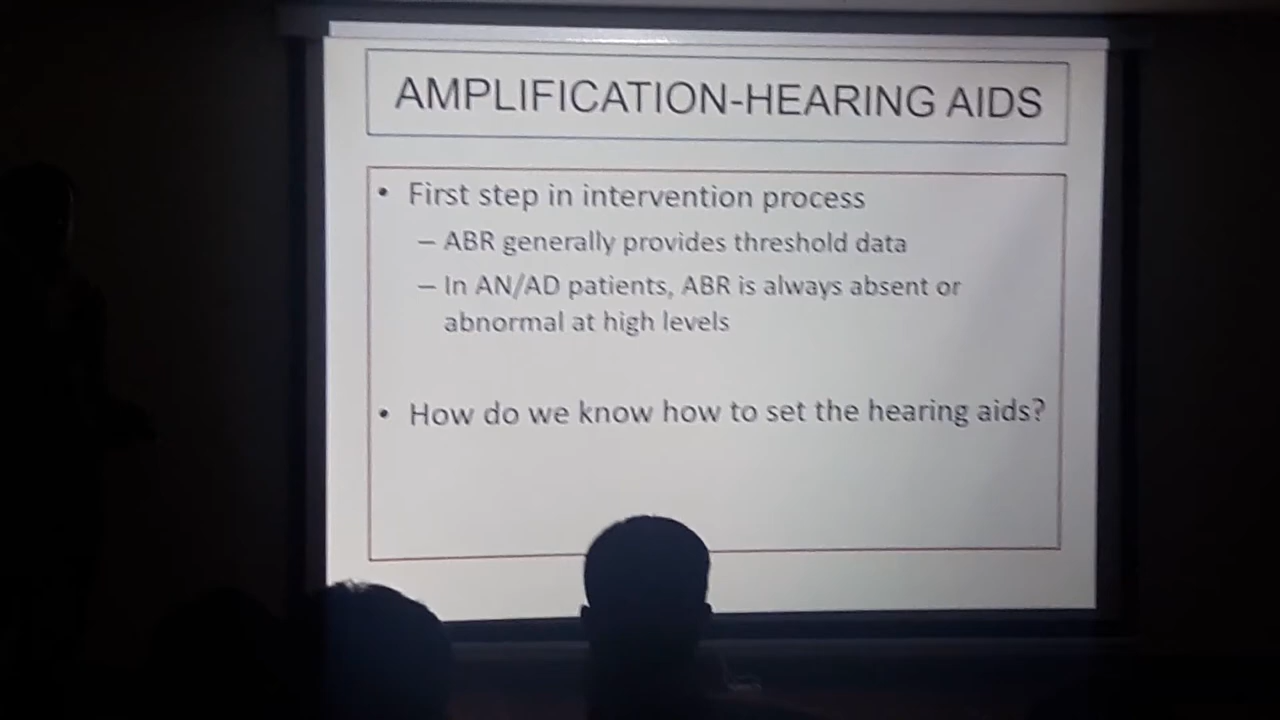 AMPLIFICATION-HEARING AIDS
• First step in intervention process
– ABR generally provides threshold data
– In AN/AD patients, ABR is always absent or
abnormal at high levels
• How do we know how to set the hearing aids?